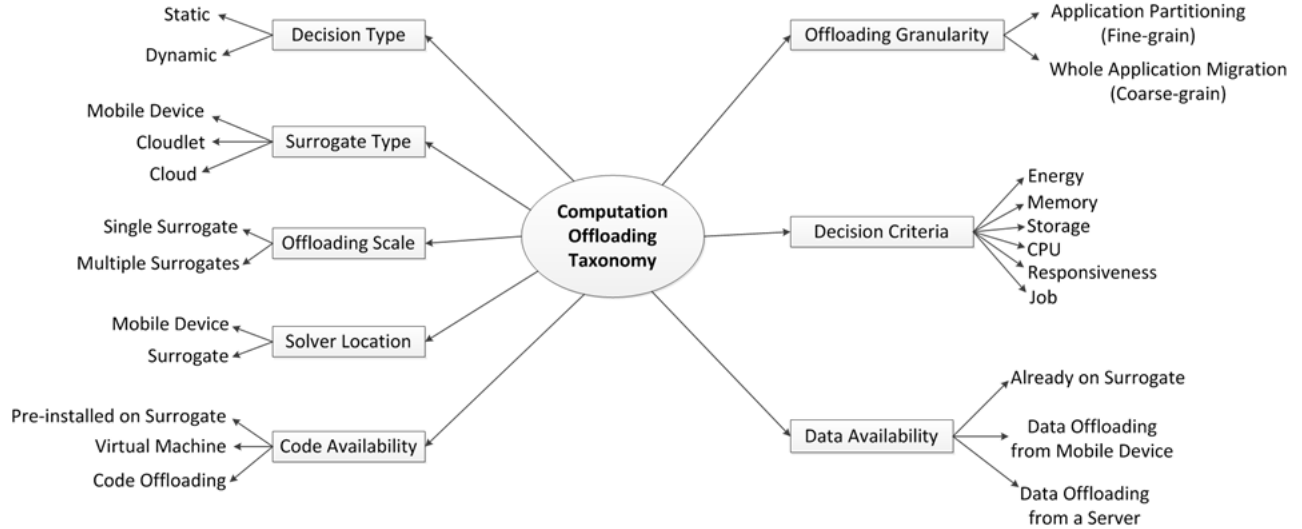 Static
Decision Type
Dynamic
Mobile Device
Cloudlet
Surrogate Type
Cloud
Single Surrogate
Offloading Scale
Multiple Surrogates
Mobile Device
Solver Location
Surrogate
Pre-installed on Surrogate
Virtual Machine
Code Availability
Code Offloading
Computation
Offloading
Taxonomy
Offloading Granularity
Application Partitioning
(Fine-grain)
Whole Application Migration
(Coarse-grain)
Decision Criteria
Energy
Memory
Storage
CPU
Responsiveness
Job
Data Availability
Already on Surrogate
Data Offloading
from Mobile Device
Data Offloading
from a Server